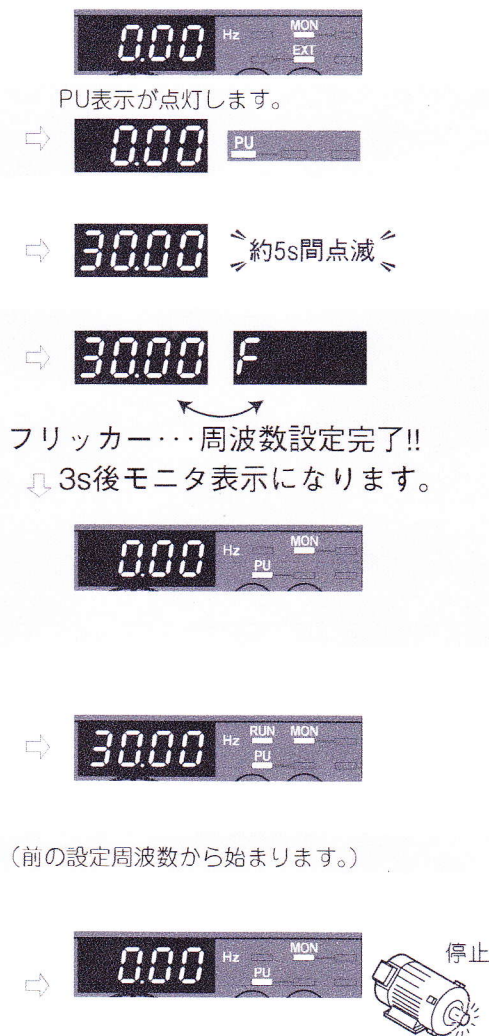 0.00 Hz MON
EXT
PU表示が点灯します。
⇨ 0.00 PU
⇨ 30.00 約5s間点滅
⇨ 30.00 F
フリッカー･･･周波数設定完了!!
⇩ 3s後モニタ表示になります。
0.00 Hz MON
PU
⇨ 30.00 Hz RUN MON
PU
（前の設定周波数から始まります。）
停止
⇨ 0.00 Hz MON
PU